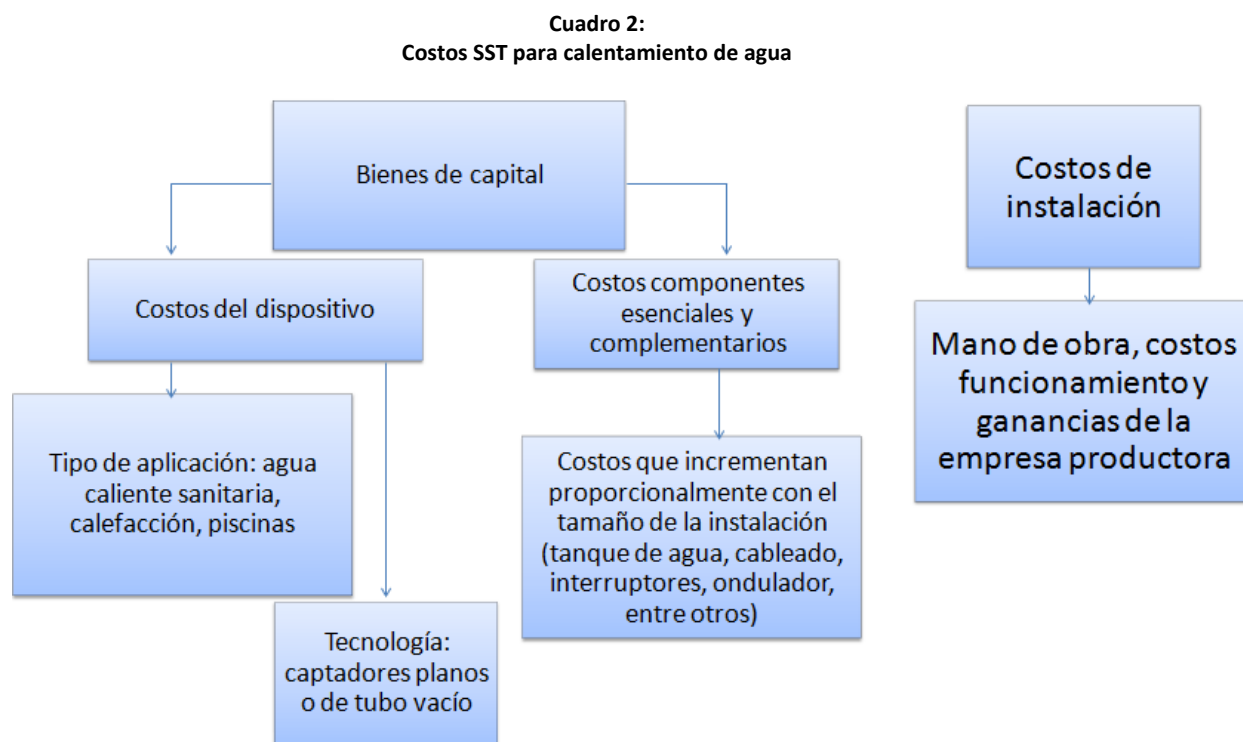 Cuadro 2:
Costos SST para calentamiento de agua
Bienes de capital
Costos del dispositivo
Tipo de aplicación: agua
caliente sanitaria,
calefacción, piscinas
Tecnología:
captadores planos
o de tubo vacío
Costos componentes
esenciales y
complementarios
Costos que incrementan
proporcionalmente con el
tamaño de la instalación
(tanque de agua, cableado,
interruptores, ondulador,
entre otros)
Costos de
instalación
Mano de obra, costos
funcionamiento y
ganancias de la
empresa productora